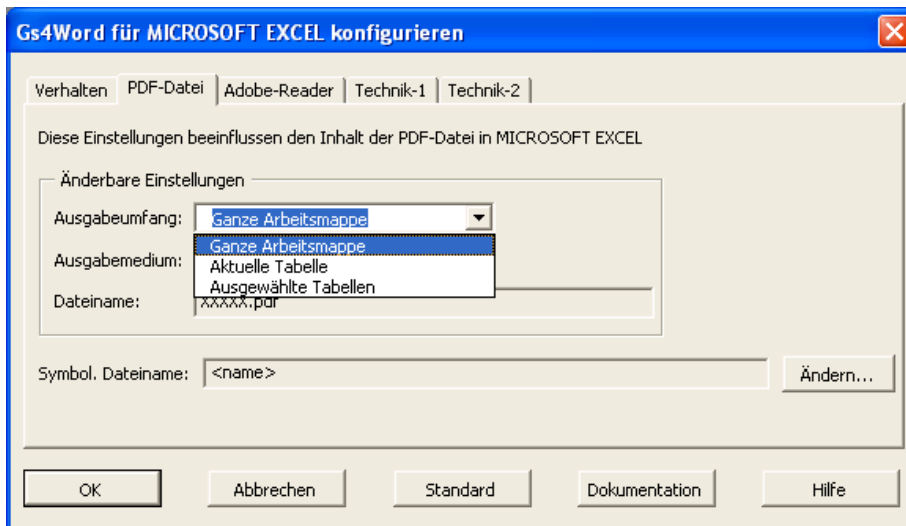 Gs4Word für MICROSOFT EXCEL konfigurieren
Verhalten PDF-Datei Adobe-Reader Technik-1 Technik-2
Diese Einstellungen beeinflussen den Inhalt der PDF-Datei in MICROSOFT EXCEL
Änderbare Einstellungen
Ausgabeumfang: Ganze Arbeitsmappe
Ganze Arbeitsmappe
Ausgabemedium: Aktuelle Tabelle
Ausgewählte Tabellen
Dateiname: xxxxx.pdf
Symbol. Dateiname: <name> Ändern...
OK Abbrechen Standard Dokumentation Hilfe